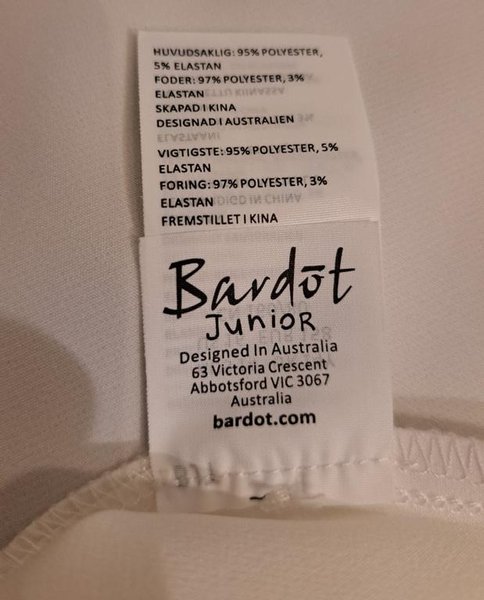 HUVUDSAKLIG: 95% POLYESTER,
5% ELASTAN
FODER: 97% POLYESTER, 3%
ELASTAN
SKAPAD I KINA
DESIGNAD I AUSTRALIEN
VIGTIGSTE: 95% POLYESTER, 5%
ELASTAN
FORING: 97% POLYESTER, 3%
ELASTAN
FREMSTILLET I KINA
Bardōt
Junior
Designed In Australia
63 Victoria Crescent
Abbotsford VIC 3067
Australia
bardot.com